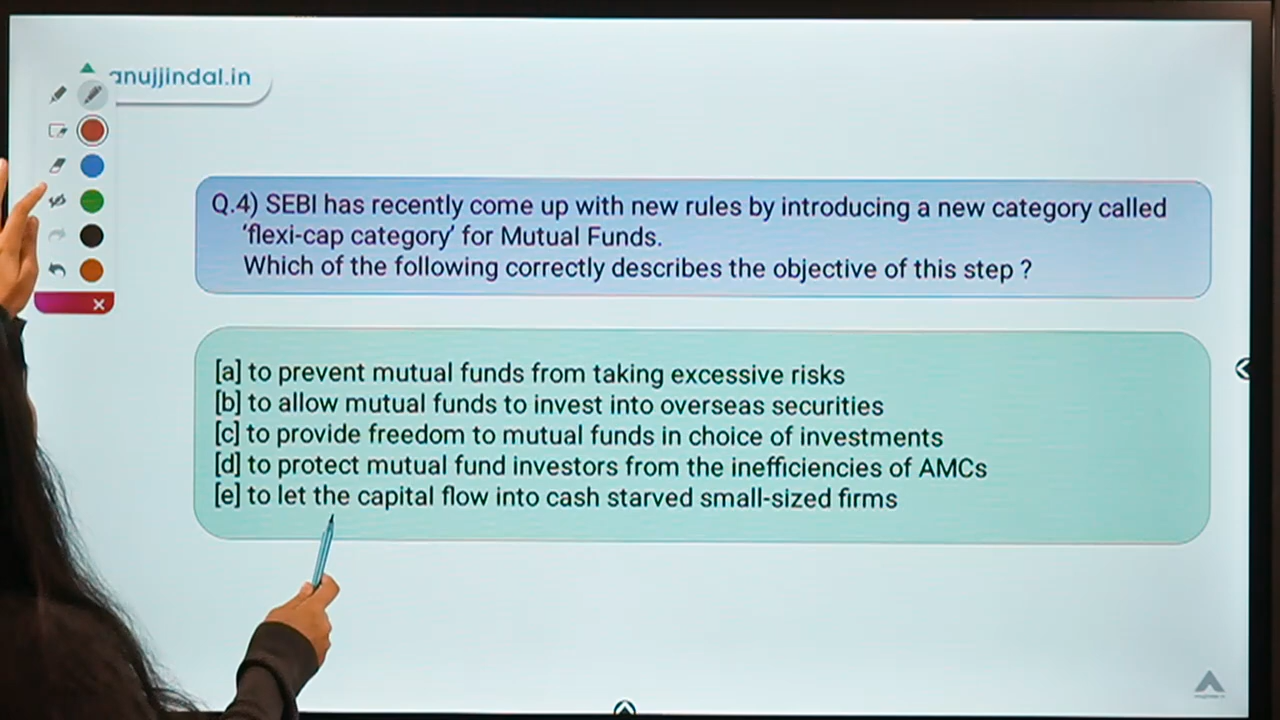 anujjindal.in
Q.4) SEBI has recently come up with new rules by introducing a new category called
'flexi-cap category' for Mutual Funds.
Which of the following correctly describes the objective of this step ?
[a] to prevent mutual funds from taking excessive risks
[b] to allow mutual funds to invest into overseas securities
[c] to provide freedom to mutual funds in choice of investments
[d] to protect mutual fund investors from the inefficiencies of AMCs
[e] to let the capital flow into cash starved small-sized firms